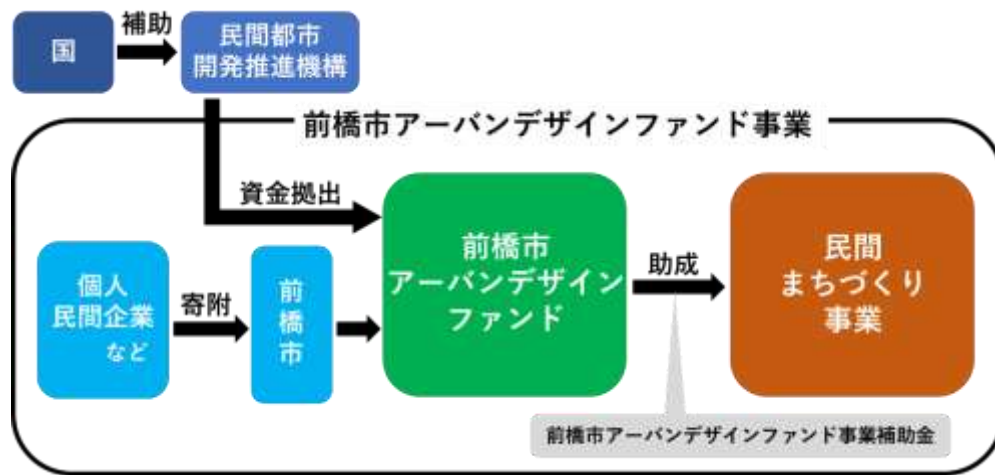 国
補助
民間都市
開発推進機構
前橋市アーバンデザインファンド事業
資金拠出
個人
民間企業
など
寄附
前橋市
前橋市
アーバンデザイン
ファンド
助成
民間
まちづくり
事業
前橋市アーバンデザインファンド事業補助金